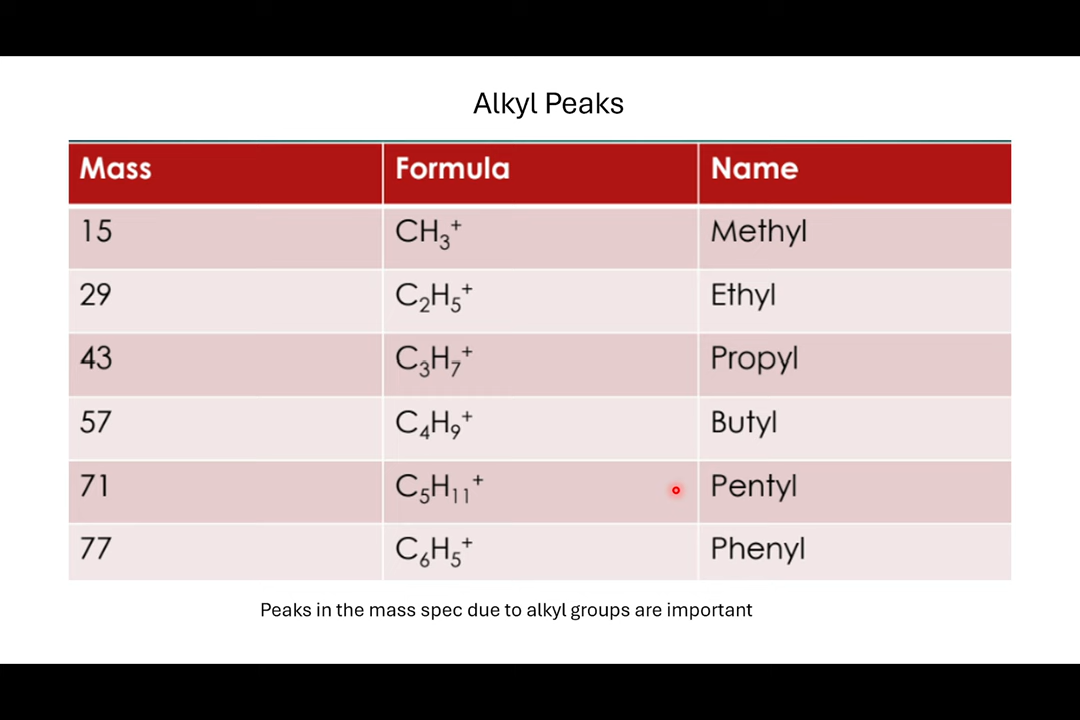 Alkyl Peaks
Mass Formula Name
15 CH₃⁺ Methyl
29 C₂H₅⁺ Ethyl
43 C₃H₇⁺ Propyl
57 C₄H₉⁺ Butyl
71 C₅H₁₁⁺ Pentyl
77 C₆H₅⁺ Phenyl
Peaks in the mass spec due to alkyl groups are important